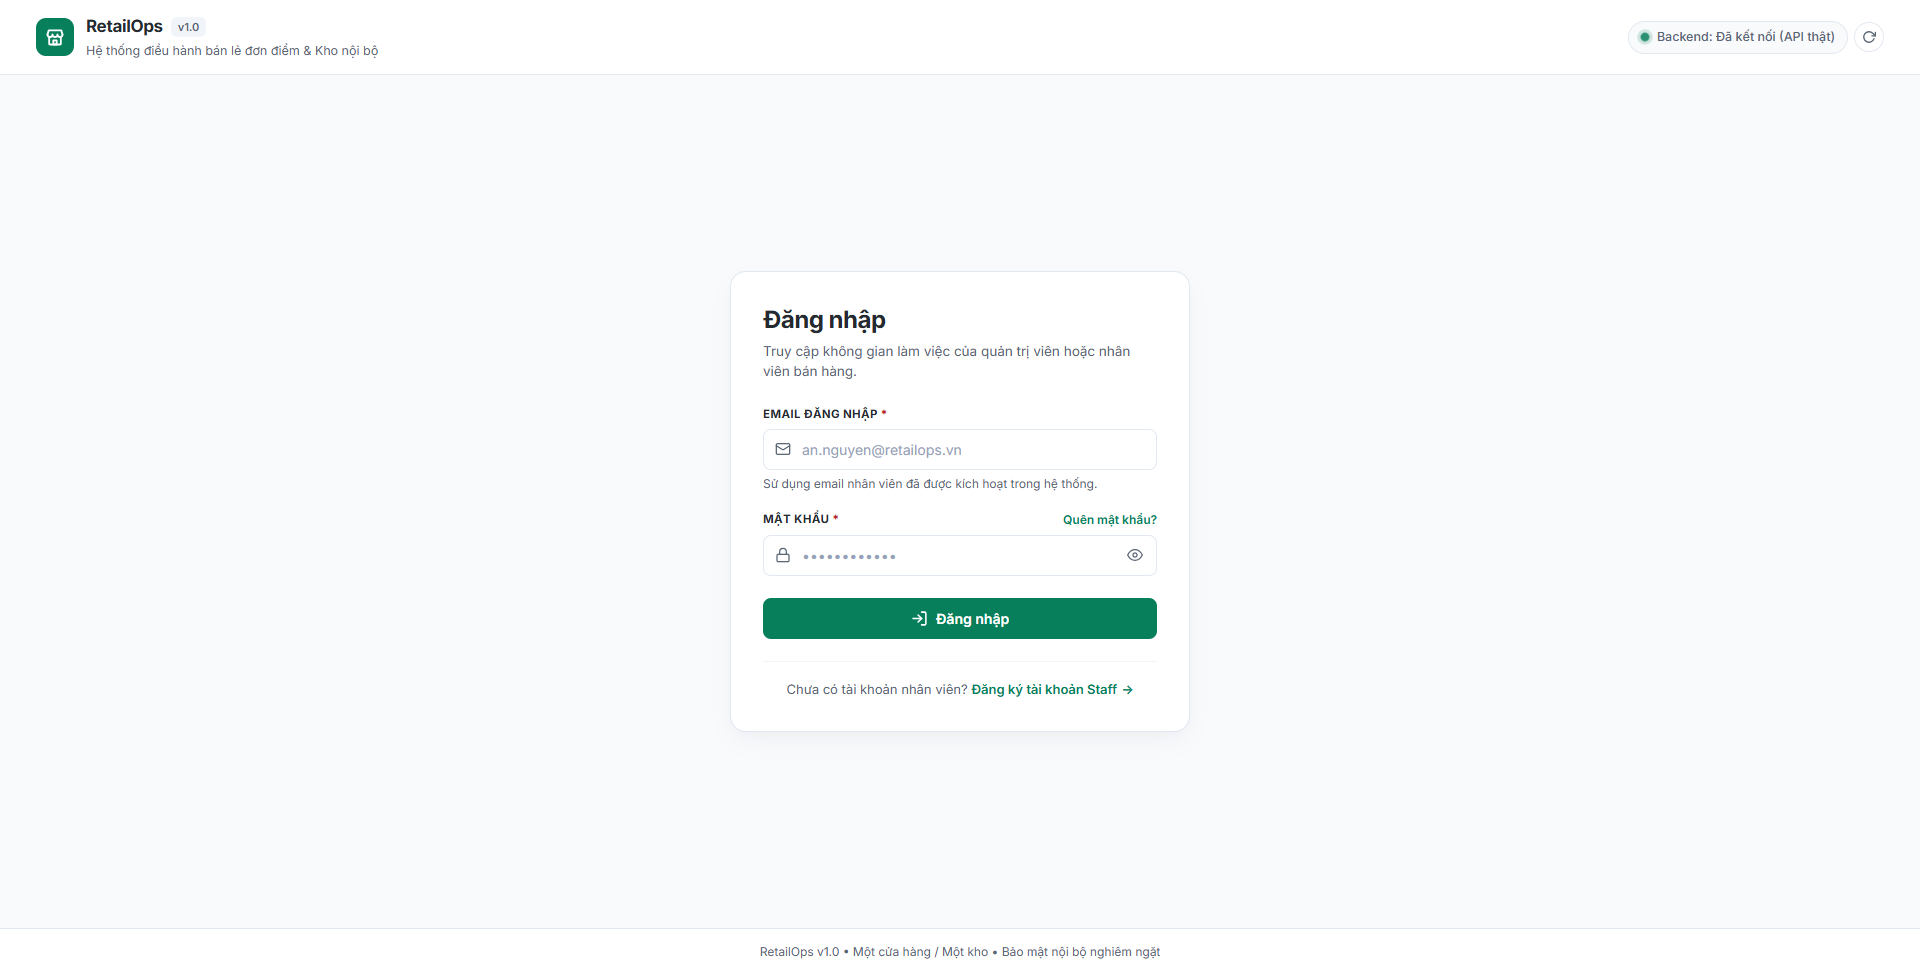 RetailOps v1.0
Hệ thống điều hành bán lẻ đơn điểm & Kho nội bộ
Backend: Đã kết nối (API thật)
Đăng nhập
Truy cập không gian làm việc của quản trị viên hoặc nhân
viên bán hàng.
EMAIL ĐĂNG NHẬP *
an.nguyen@retailops.vn
Sử dụng email nhân viên đã được kích hoạt trong hệ thống.
MẬT KHẨU * Quên mật khẩu?
••••••••••••
Đăng nhập
Chưa có tài khoản nhân viên? Đăng ký tài khoản Staff →
RetailOps v1.0 • Một cửa hàng / Một kho • Bảo mật nội bộ nghiêm ngặt